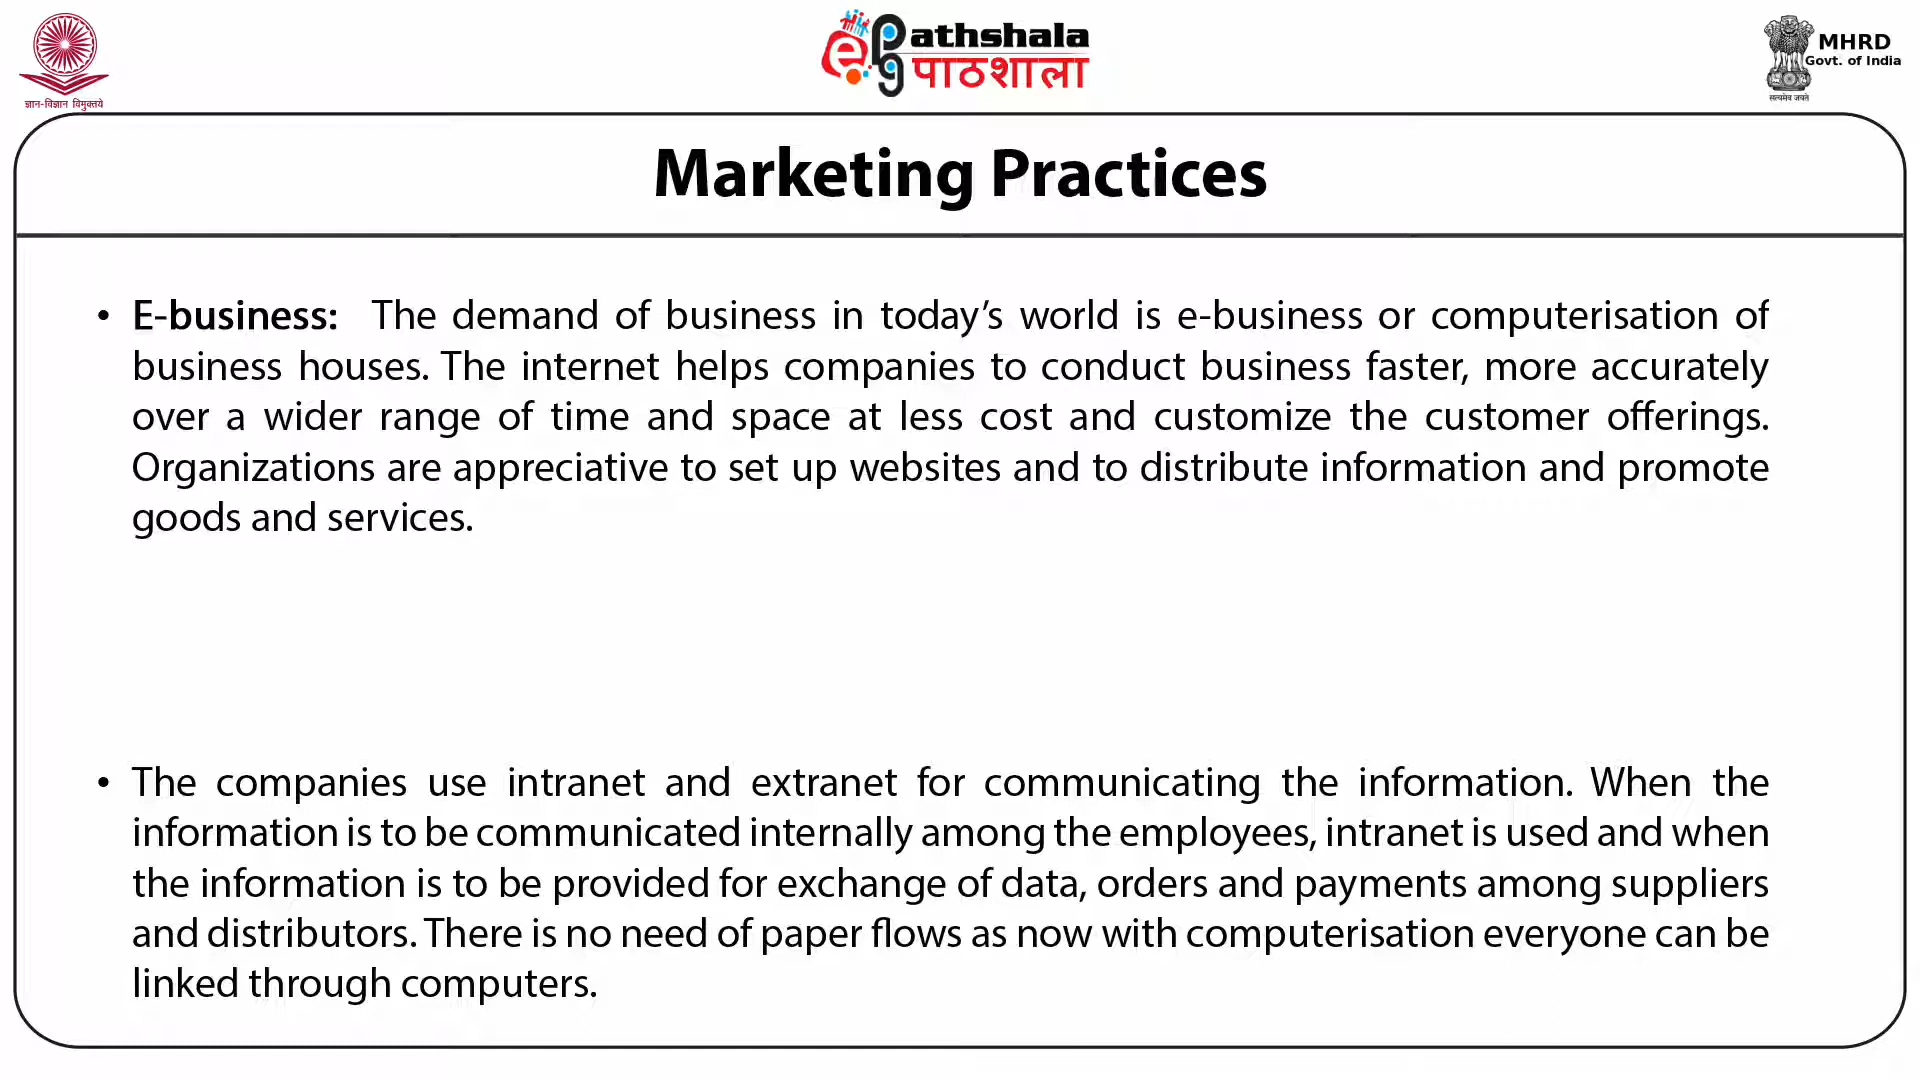 ज्ञान-विज्ञान विमुक्तये
ePathshala
पाठशाला
सत्यमेव जयते
MHRD
Govt. of India
Marketing Practices
• E-business: The demand of business in today’s world is e-business or computerisation of
business houses. The internet helps companies to conduct business faster, more accurately
over a wider range of time and space at less cost and customize the customer offerings.
Organizations are appreciative to set up websites and to distribute information and promote
goods and services.
• The companies use intranet and extranet for communicating the information. When the
information is to be communicated internally among the employees, intranet is used and when
the information is to be provided for exchange of data, orders and payments among suppliers
and distributors. There is no need of paper flows as now with computerisation everyone can be
linked through computers.